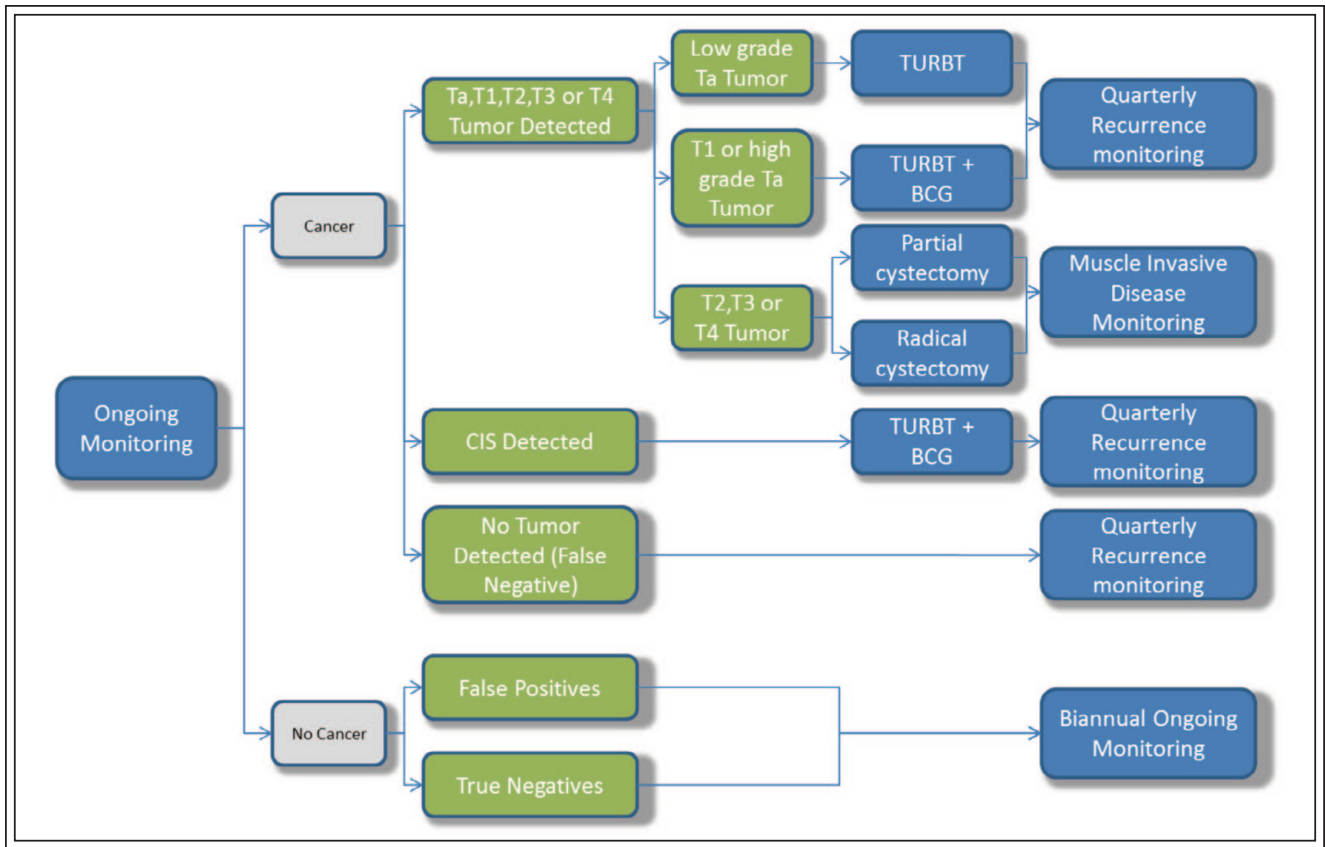 Ongoing
Monitoring
Cancer
Ta,T1,T2,T3 or T4
Tumor Detected
Low grade
Ta Tumor
TURBT
T1 or high
grade Ta
Tumor
TURBT +
BCG
Quarterly
Recurrence
monitoring
T2,T3 or
T4 Tumor
Partial
cystectomy
Radical
cystectomy
Muscle Invasive
Disease
Monitoring
CIS Detected
TURBT +
BCG
Quarterly
Recurrence
monitoring
No Tumor
Detected (False
Negative)
Quarterly
Recurrence
monitoring
No Cancer
False Positives
True Negatives
Biannual Ongoing
Monitoring